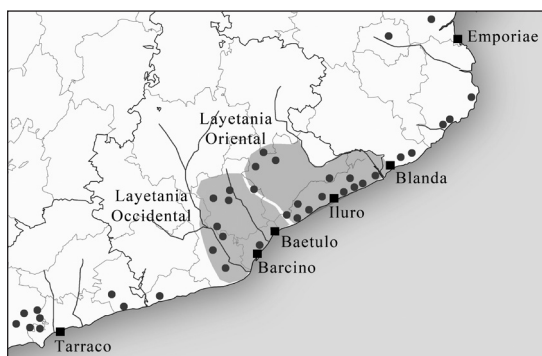 Emporiae
Layetania
Oriental
Blanda
Layetania
Occidental
Iluro
Baetulo
Barcino
Tarraco